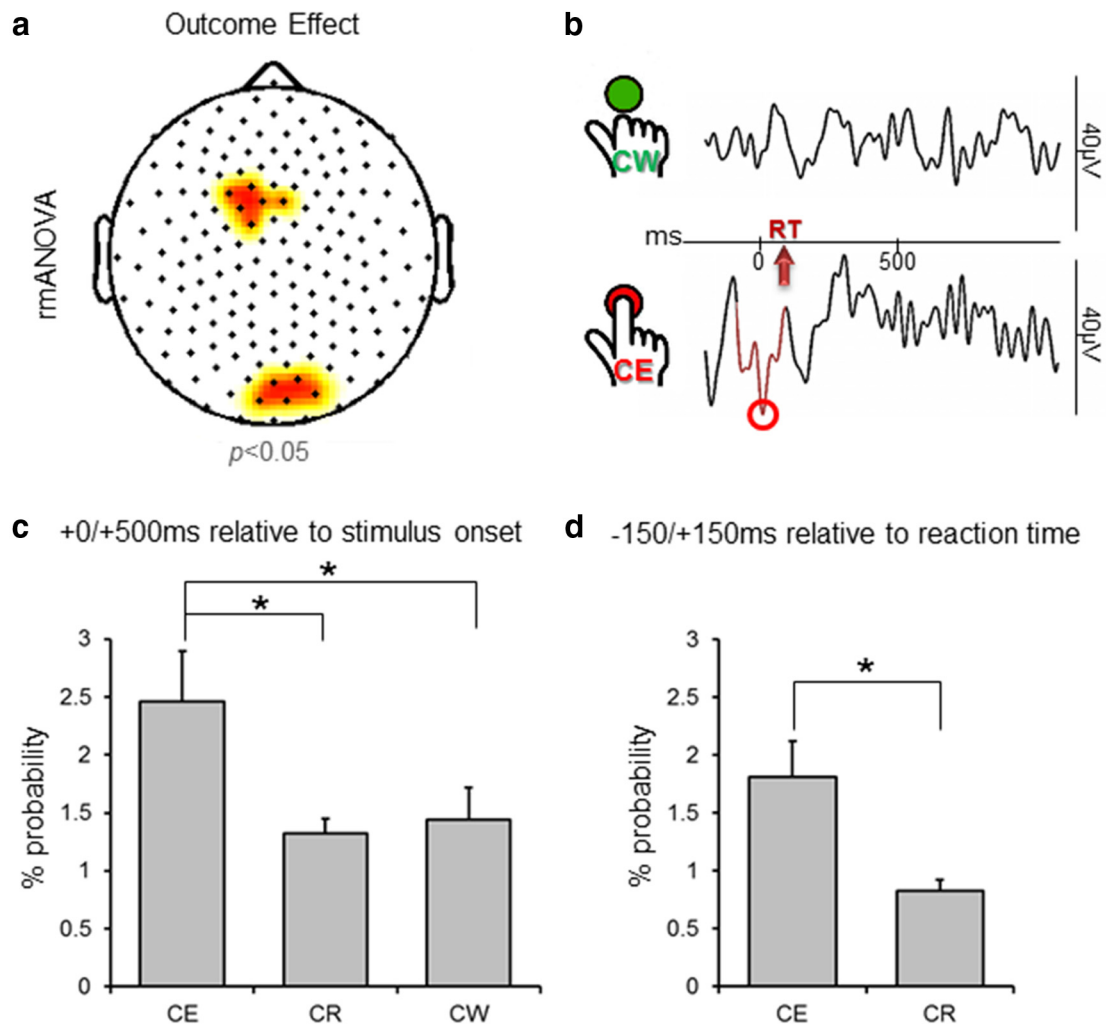 a
Outcome Effect
rmANOVA
p<0.05
b
CW
40µV
ms
RT
0
500
CE
40µV
c
+0/+500ms relative to stimulus onset
*
*
% probability
3
2.5
2
1.5
1
0.5
0
CE
CR
CW
d
-150/+150ms relative to reaction time
*
% probability
3
2.5
2
1.5
1
0.5
0
CE
CR